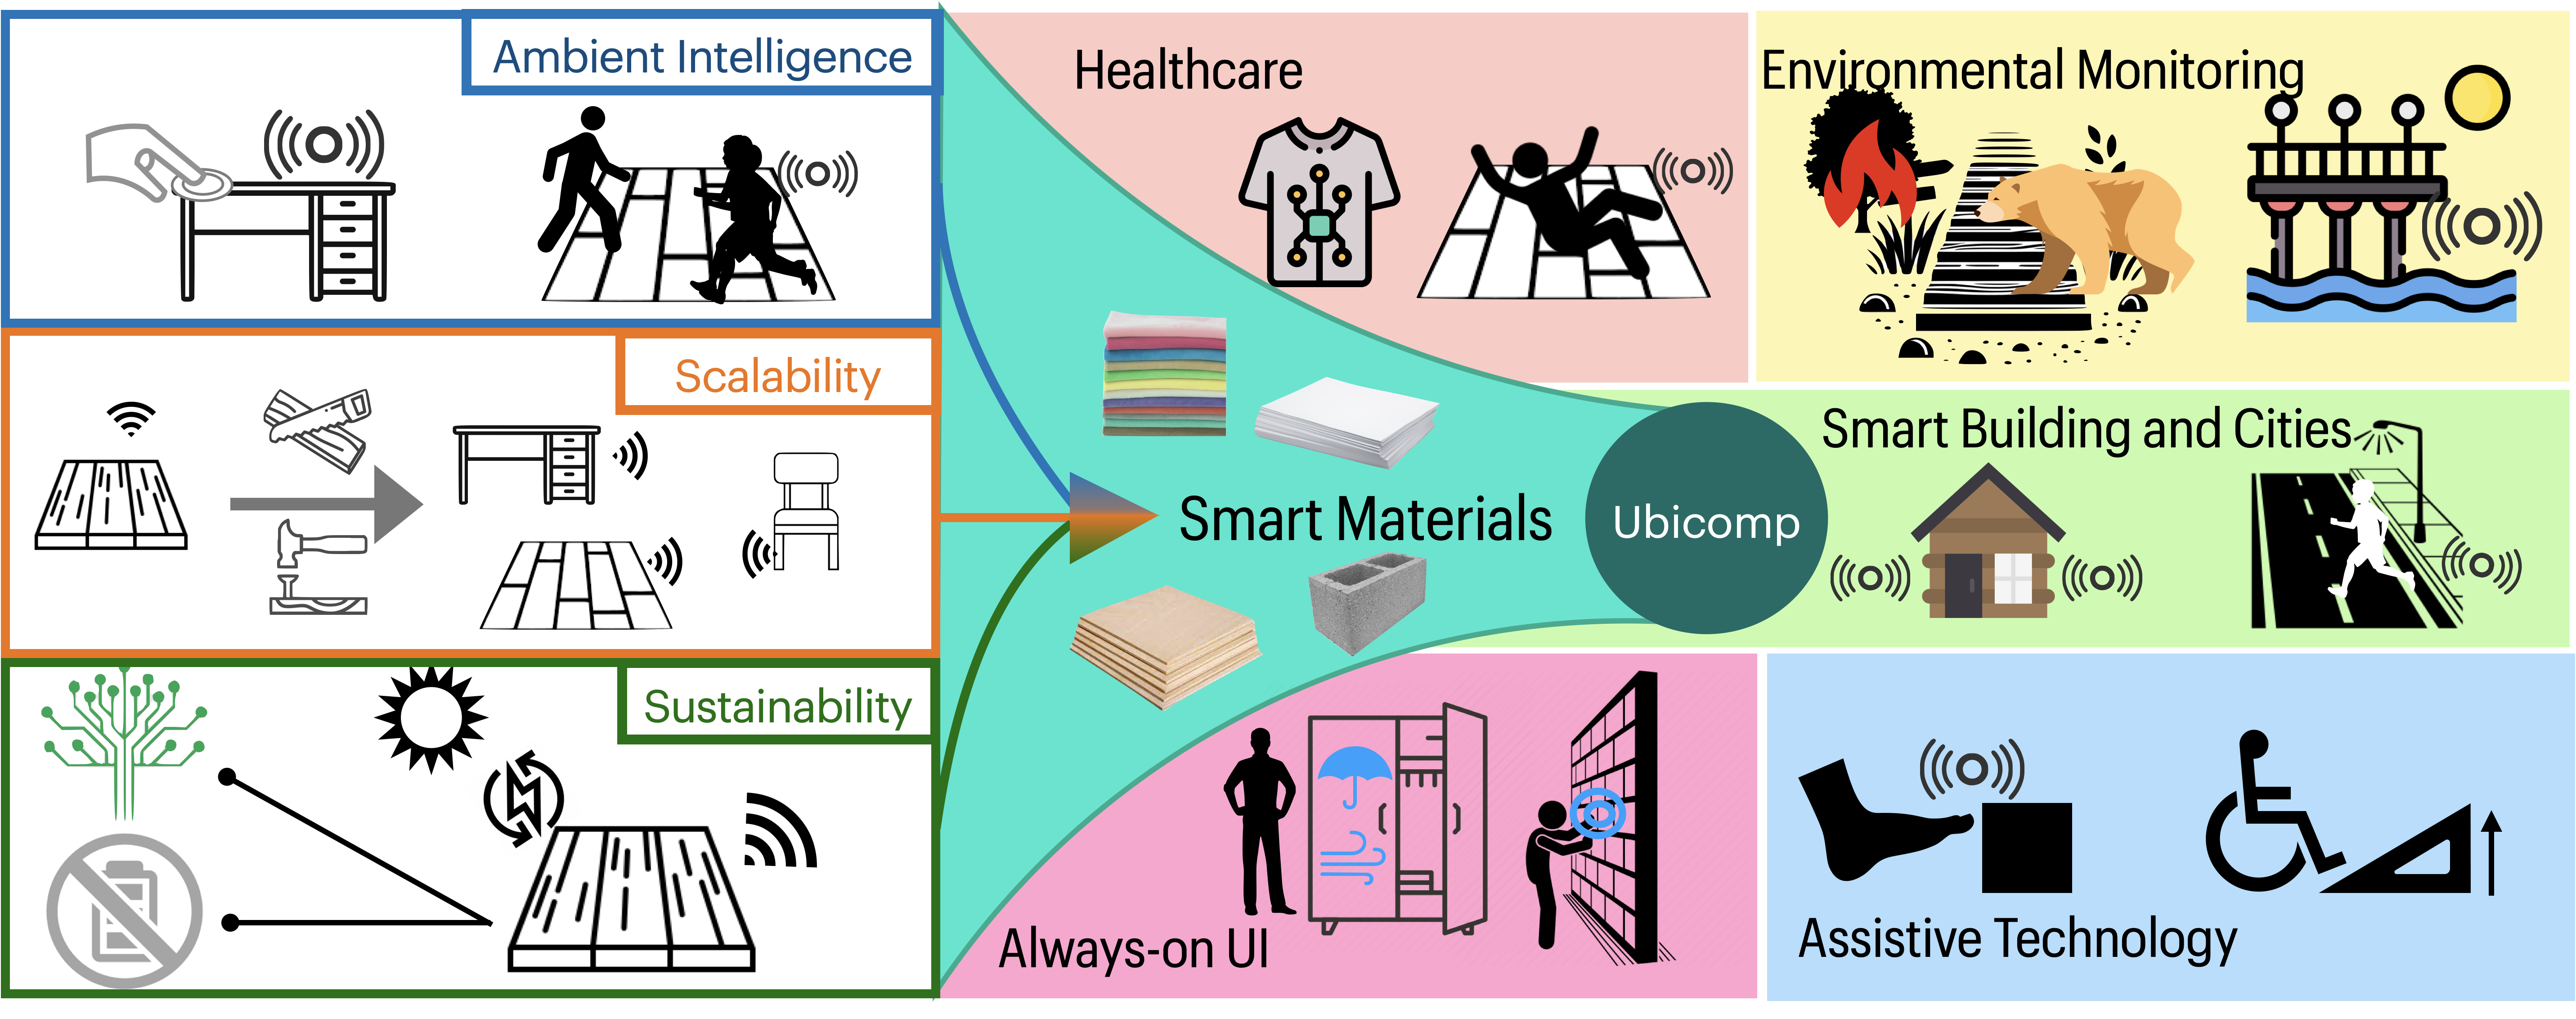 Ambient Intelligence
Scalability
Sustainability
Healthcare
Environmental Monitoring
Smart Materials
Ubicomp
Smart Building and Cities
Always-on UI
Assistive Technology